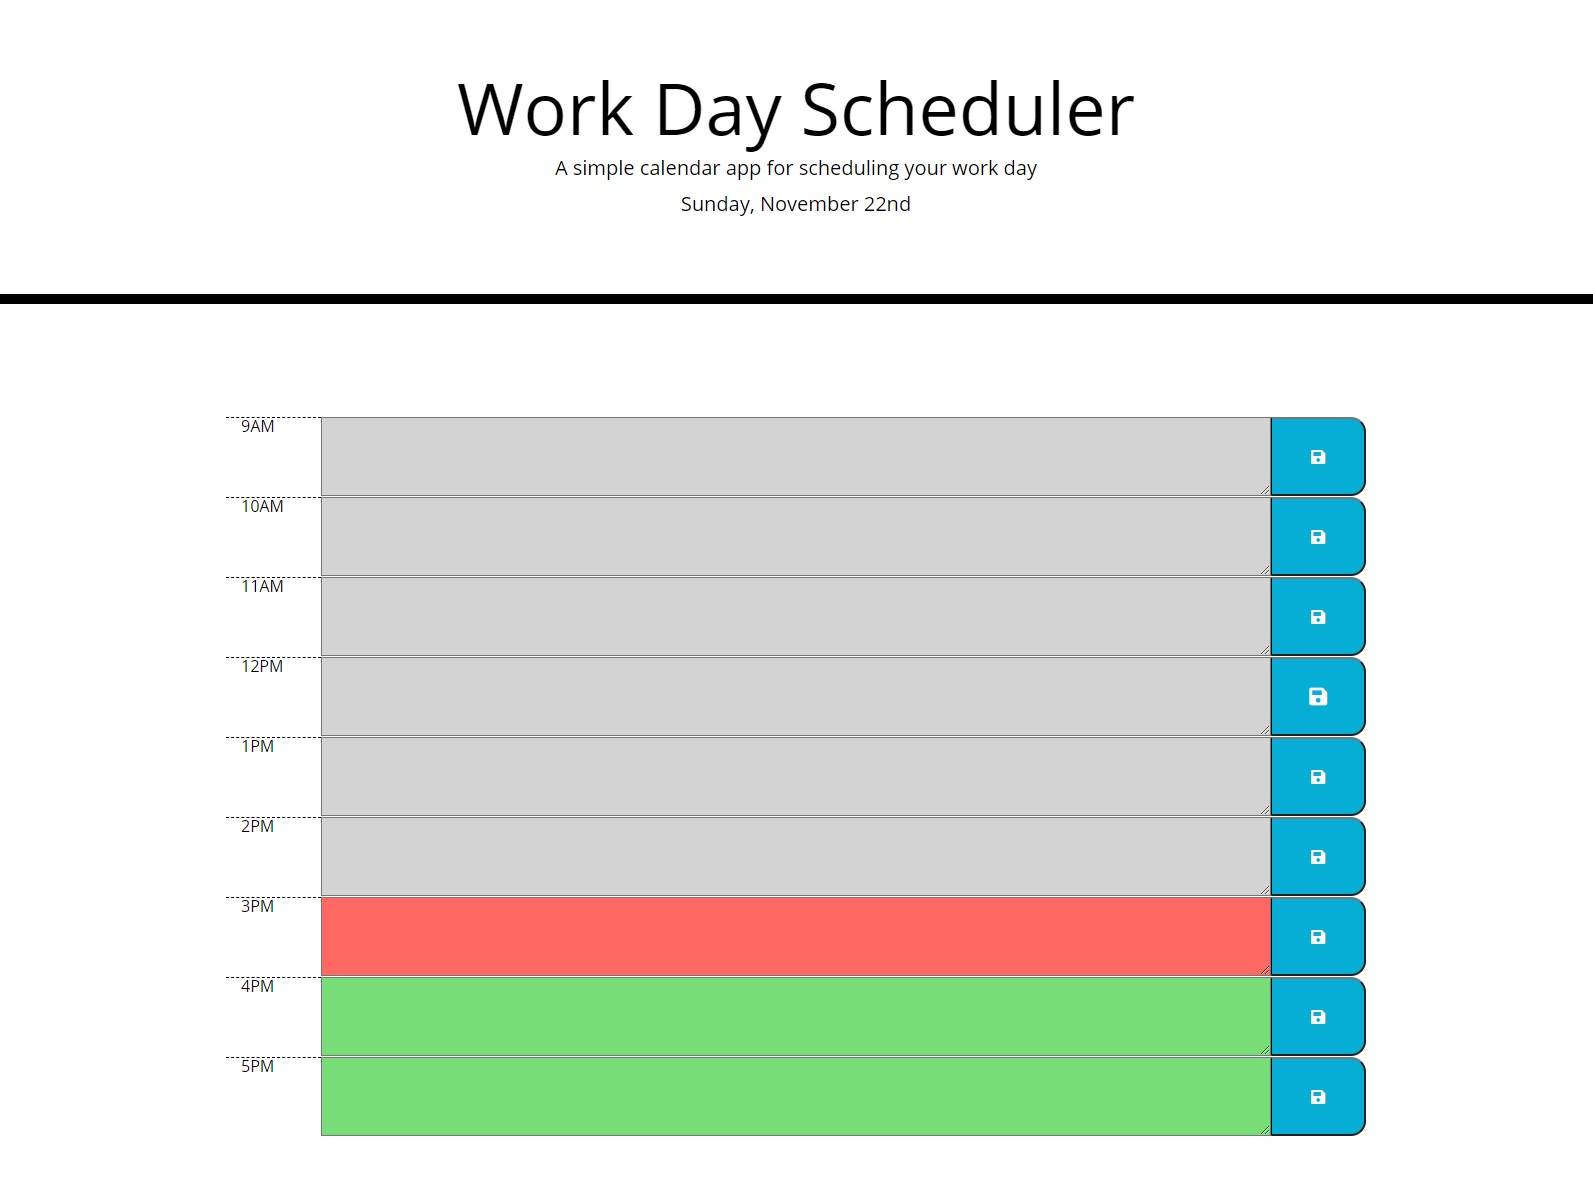 Work Day Scheduler
A simple calendar app for scheduling your work day
Sunday, November 22nd
9AM
10AM
11AM
12PM
1PM
2PM
3PM
4PM
5PM